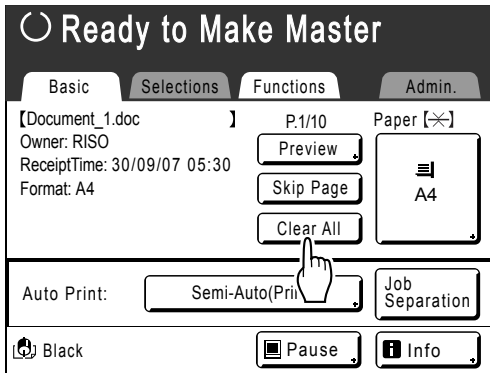 Ready to Make Master
Basic Selections Functions Admin.
【Document_1.doc 】
Owner: RISO
ReceiptTime: 30/09/07 05:30
Format: A4
P.1/10
Preview
Skip Page
Clear All
Paper【】
A4
Auto Print:
Semi-Auto(Pri
Job
Separation
Black
Pause
Info